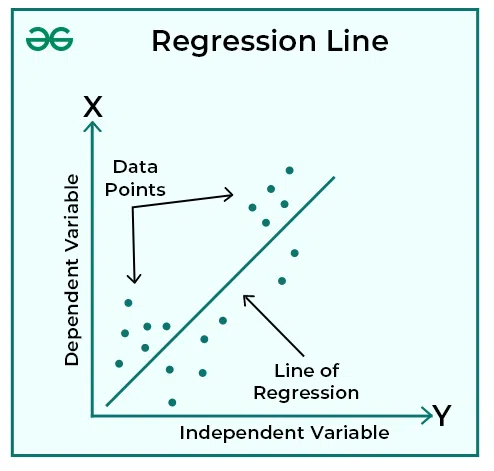 Regression Line
X
Data
Points
Dependent Variable
Line of
Regression
Y
Independent Variable